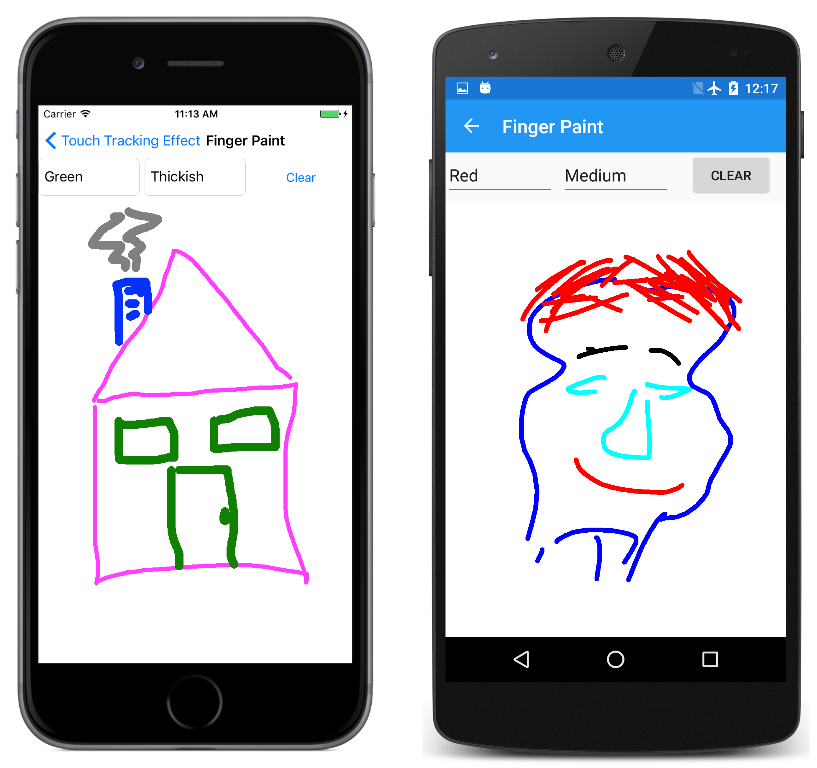 Carrier 11:13 AM
Touch Tracking Effect Finger Paint
Green Thickish Clear
12:17
Finger Paint
Red Medium CLEAR